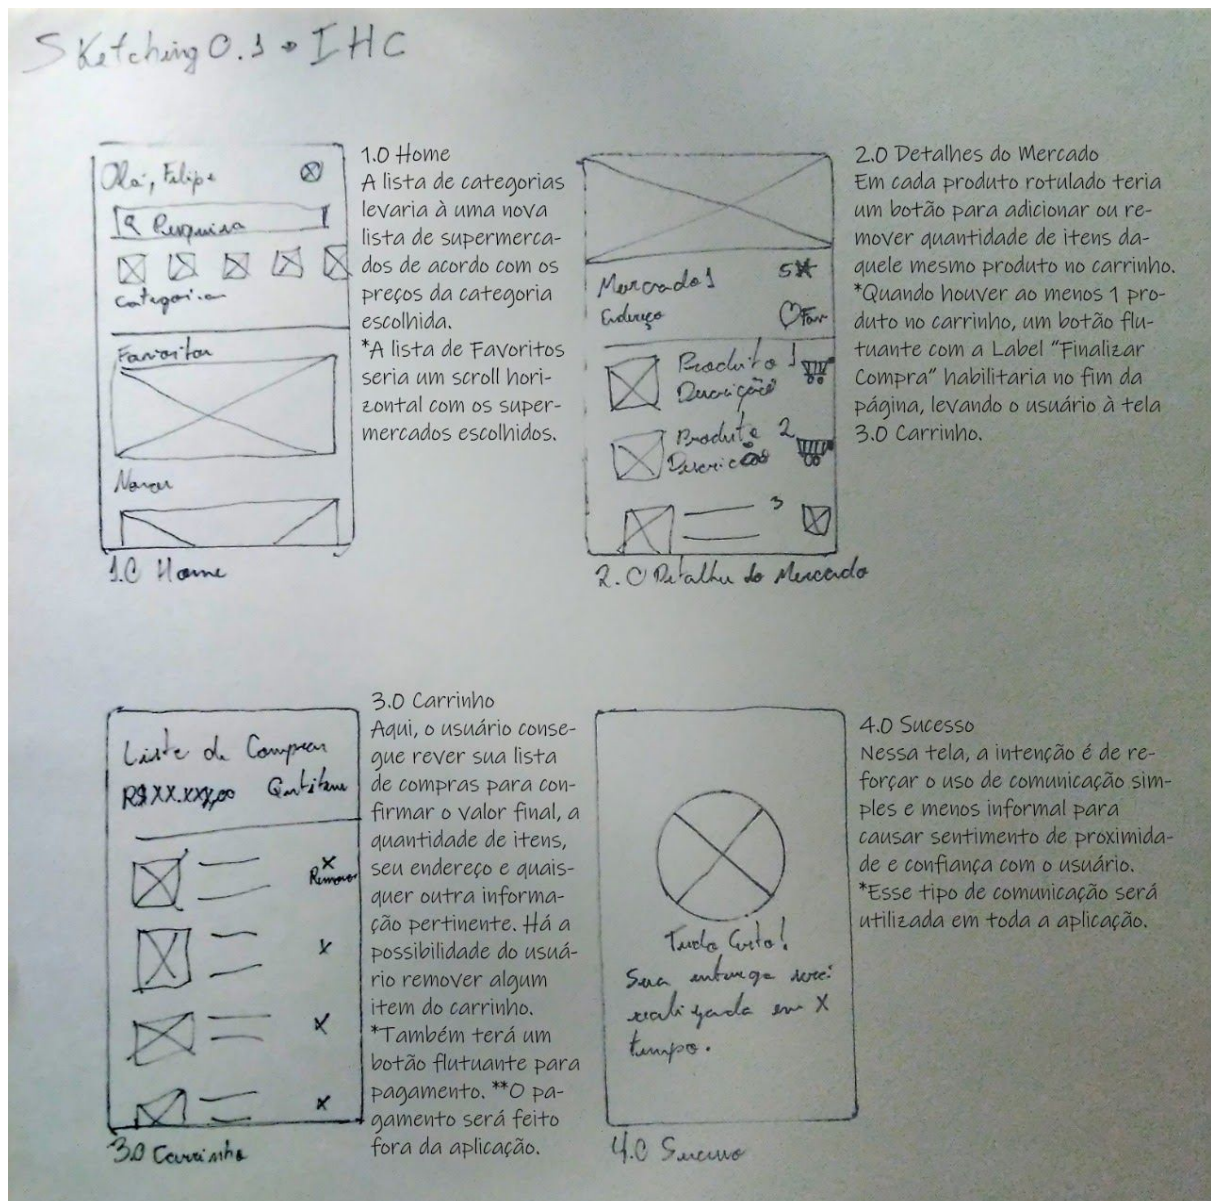 Sketching 0.1 • IHC
Olá, Felipe
Pesquisa
Categorias
Favoritos
1.0 Home
1.0 Home
A lista de categorias
levaria à uma nova
lista de supermerca-
dos de acordo com os
preços da categoria
escolhida.
*A lista de Favoritos
seria um scroll hori-
zontal com os super-
mercados escolhidos.
Mercado 1 5
Endereço Fav
Produto 1
Descrição
Produto 2
Descrição
3
2.0 Detalhes do Mercado
2.0 Detalhes do Mercado
Em cada produto rotulado teria
um botão para adicionar ou re-
mover quantidade de itens da-
quele mesmo produto no carrinho.
*Quando houver ao menos 1 pro-
duto no carrinho, um botão flu-
tuante com a Label “Finalizar
Compra” habilitaria no fim da
página, levando o usuário à tela
3.0 Carrinho.
Lista de Compras
R$ XX.XXX,00
X
Remover
X
X
X
3.0 Carrinho
3.0 Carrinho
Aqui, o usuário conse-
gue rever sua lista
de compras para con-
firmar o valor final, a
quantidade de itens,
seu endereço e quais-
quer outra informa-
ção pertinente. Há a
possibilidade do usuá-
rio remover algum
item do carrinho.
*Também terá um
botão flutuante para
pagamento. **O pa-
gamento será feito
fora da aplicação.
Tudo Certo!
Sua entrega será
realizada em X
tempo.
4.0 Sucesso
4.0 Sucesso
Nessa tela, a intenção é de re-
forçar o uso de comunicação sim-
ples e menos informal para
causar sentimento de proximida-
de e confiança com o usuário.
*Esse tipo de comunicação será
utilizada em toda a aplicação.